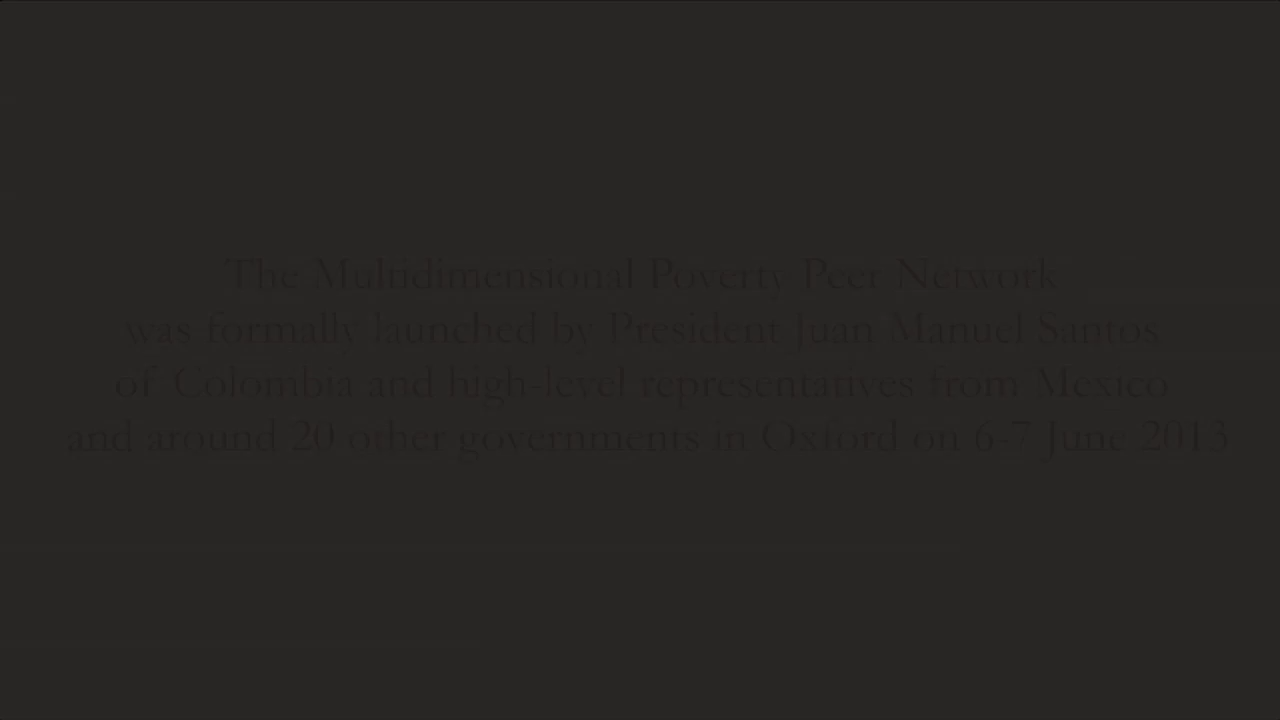 The Multidimensional Poverty Peer Network
was formally launched by President Juan Manuel Santos
of Colombia and high-level representatives from Mexico
and around 20 other governments in Oxford on 6-7 June 2013